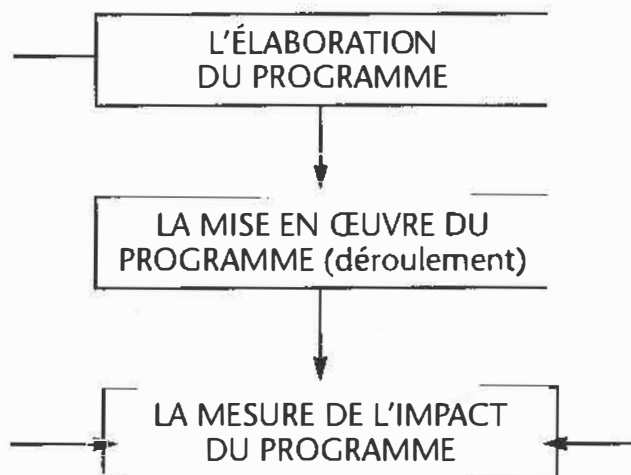 L'ÉLABORATION
DU PROGRAMME
LA MISE EN ŒUVRE DU
PROGRAMME (déroulement)
LA MESURE DE L'IMPACT
DU PROGRAMME